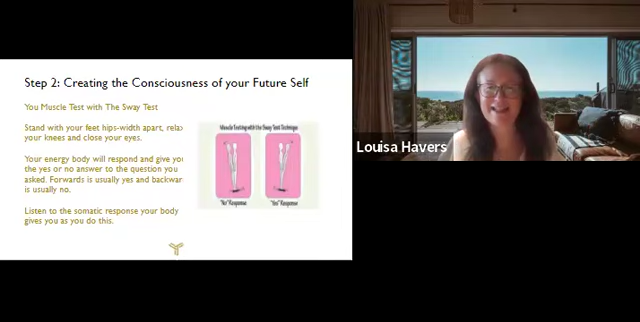 Step 2: Creating the Consciousness of your Future Self
You Muscle Test with The Sway Test
Stand with your feet hips-width apart, relax
your knees and close your eyes.
Your energy body will respond and give you
the yes or no answer to the question you
asked. Forwards is usually yes and backwar
is usually no.
Listen to the somatic response your body
gives you as you do this.
Muscle Testing with the Sway Test Technique
"No" Response
"Yes" Response
Louisa Havers